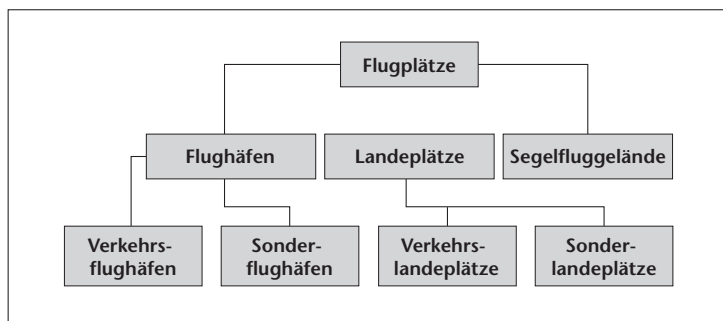 Flugplätze
Flughäfen
Landeplätze
Segelfluggelände
Verkehrs-
flughäfen
Sonder-
flughäfen
Verkehrs-
landeplätze
Sonder-
landeplätze